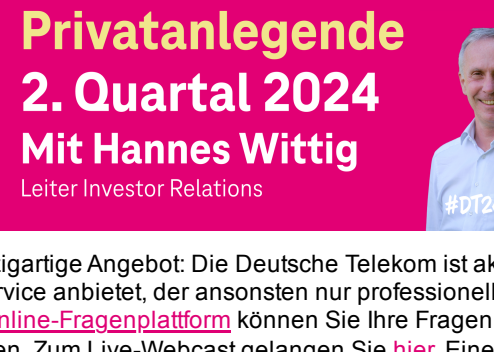 Privatanlegende
2. Quartal 2024
Mit Hannes Wittig
Leiter Investor Relations
#DT2
igartige Angebot: Die Deutsche Telekom ist ak
rvice anbietet, der ansonsten nur professionell
nline-Fragenplattform können Sie Ihre Fragen
en. Zum Live-Webcast gelangen Sie hier. Eine